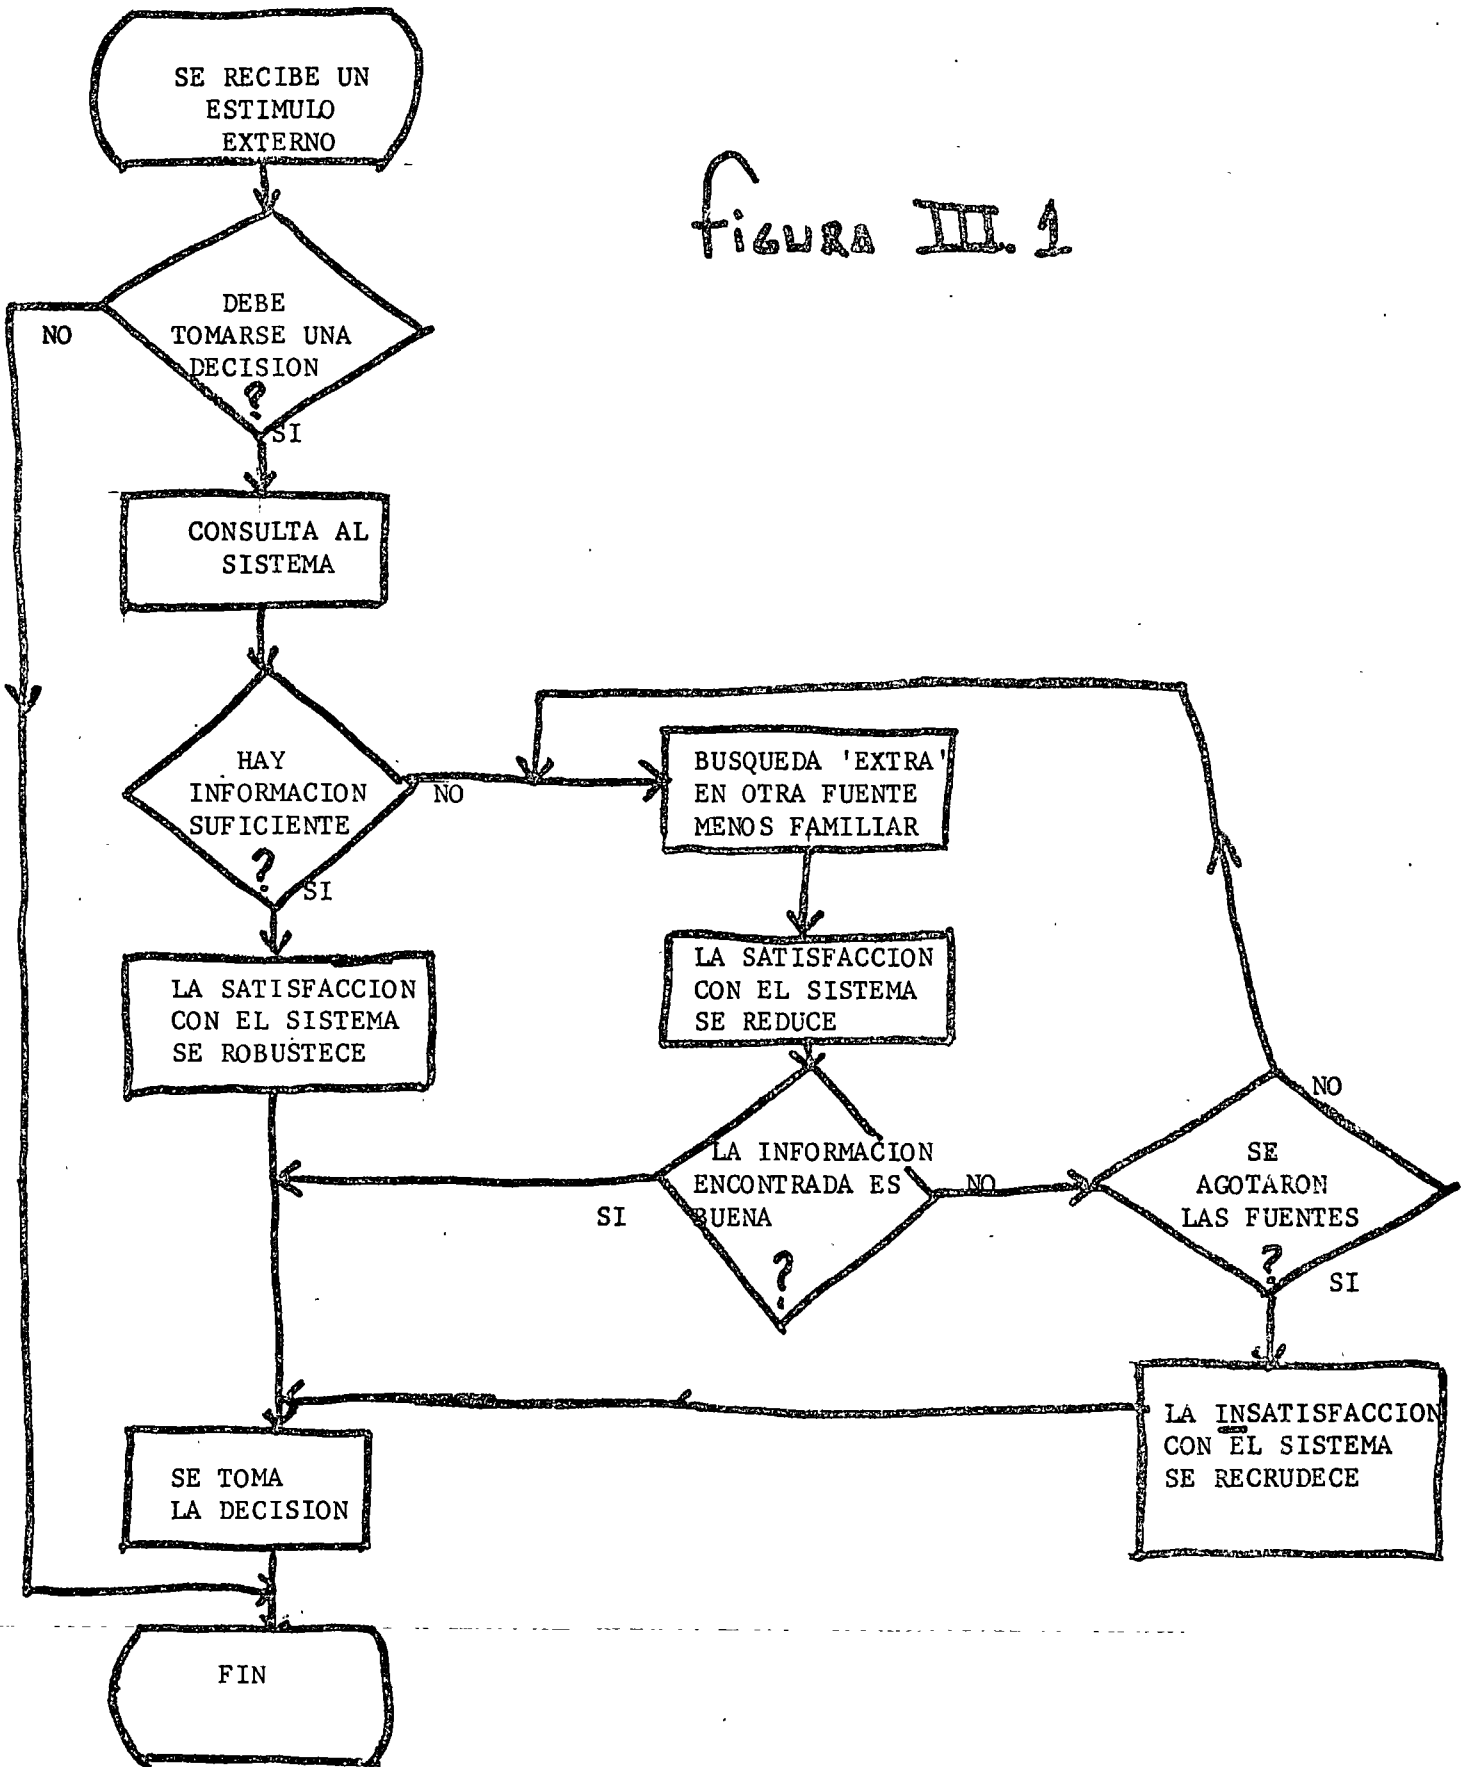 SE RECIBE UN
ESTIMULO
EXTERNO
FIGURA III.1
DEBE
TOMARSE UNA
DECISION
?
NO
SI
CONSULTA AL
SISTEMA
HAY
INFORMACION
SUFICIENTE
?
NO
SI
BUSQUEDA 'EXTRA'
EN OTRA FUENTE
MENOS FAMILIAR
LA SATISFACCION
CON EL SISTEMA
SE REDUCE
LA SATISFACCION
CON EL SISTEMA
SE ROBUSTECE
LA INFORMACION
ENCONTRADA ES
BUENA
?
SI
NO
SE
AGOTARON
LAS FUENTES
?
NO
SI
LA INSATISFACCION
CON EL SISTEMA
SE RECRUDECE
SE TOMA
LA DECISION
FIN